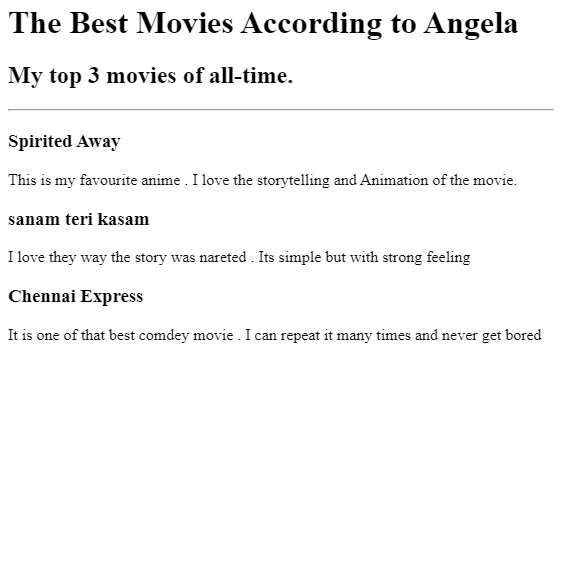 The Best Movies According to Angela
My top 3 movies of all-time.
Spirited Away
This is my favourite anime . I love the storytelling and Animation of the movie.
sanam teri kasam
I love they way the story was nareted . Its simple but with strong feeling
Chennai Express
It is one of that best comdey movie . I can repeat it many times and never get bored